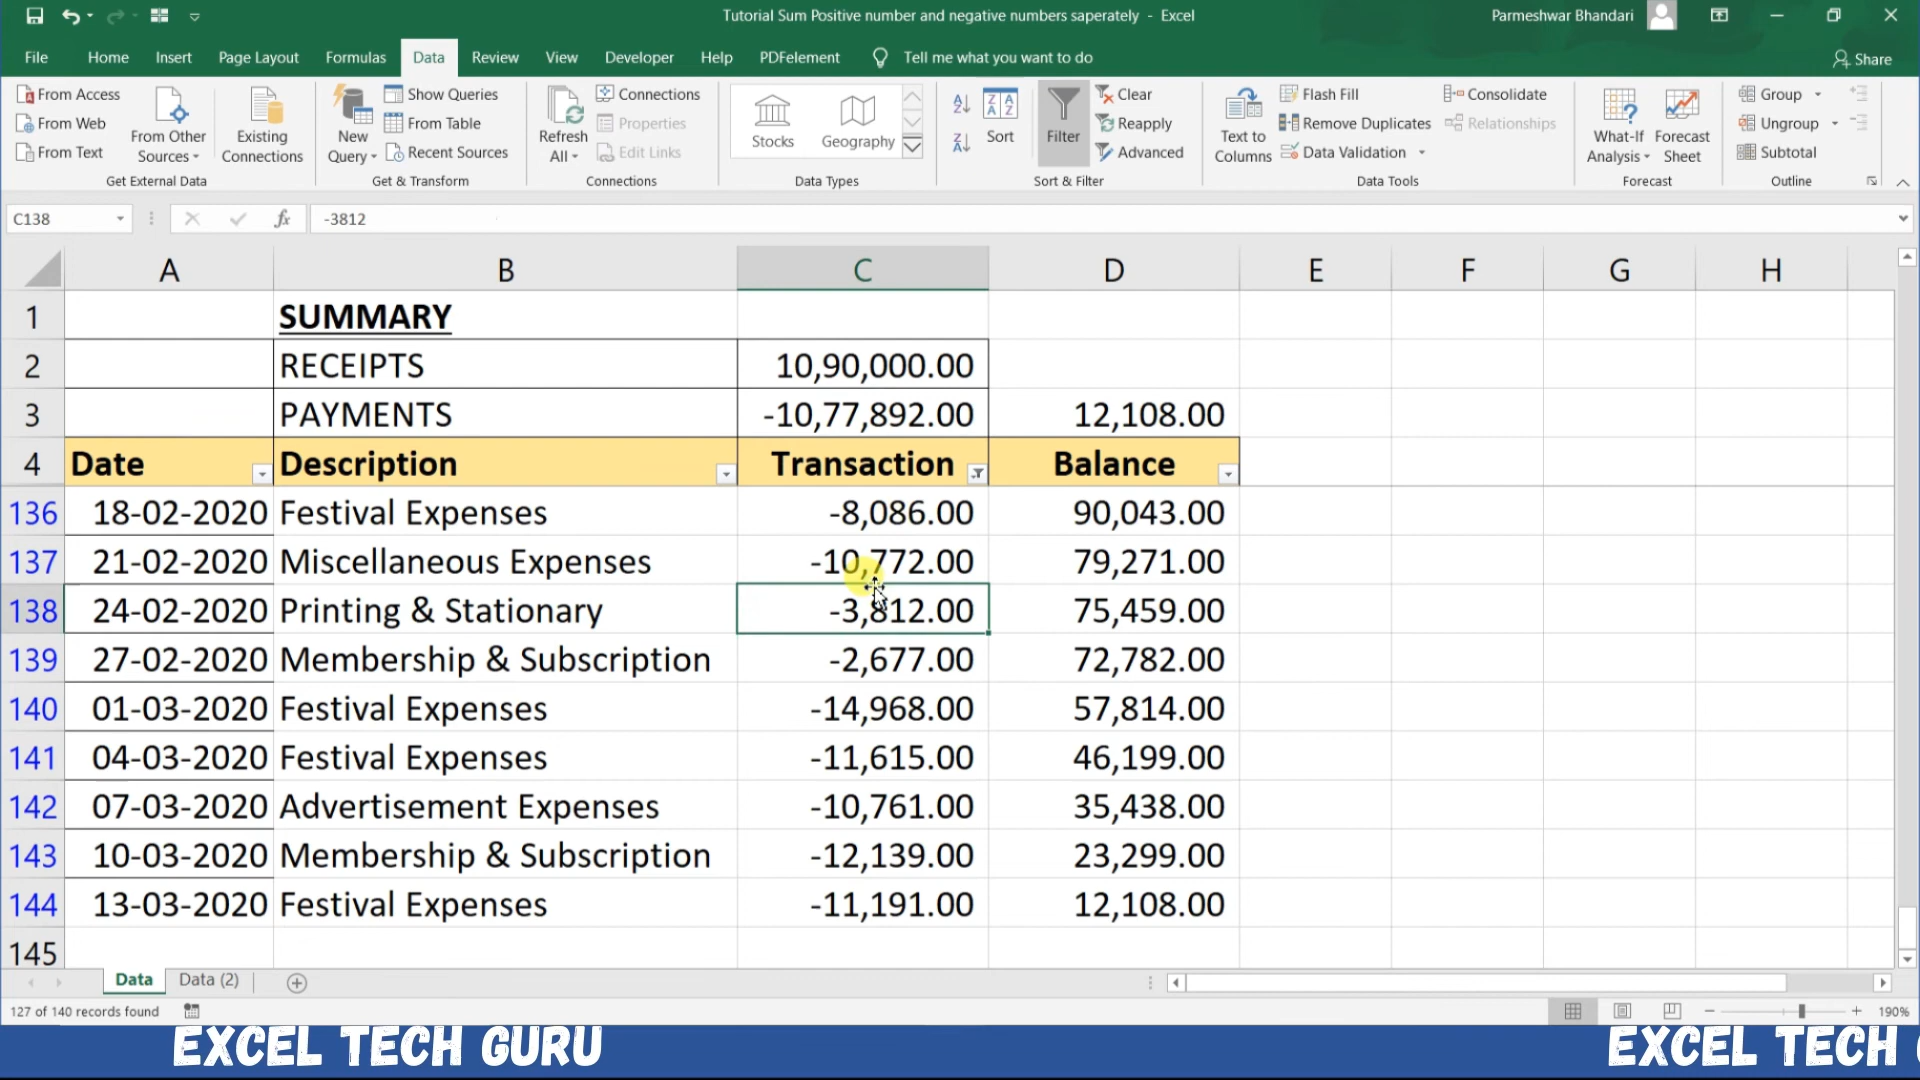 Tutorial Sum Positive number and negative numbers saperately - Excel
Parmeshwar Bhandari
File Home Insert Page Layout Formulas Data Review View Developer Help PDFelement Tell me what you want to do Share
From Access
From Web
From Text
From Other Sources
Existing Connections
Get External Data
New Query
Show Queries
From Table
Recent Sources
Get & Transform
Refresh All
Connections
Properties
Edit Links
Connections
Stocks
Geography
Data Types
Sort
Filter
Clear
Reapply
Advanced
Sort & Filter
Text to Columns
Flash Fill
Remove Duplicates
Data Validation
Consolidate
Relationships
Data Tools
What-If Analysis
Forecast Sheet
Forecast
Group
Ungroup
Subtotal
Outline
C138 fx -3812
A B C D E F G H
1 SUMMARY
2 RECEIPTS 10,90,000.00
3 PAYMENTS -10,77,892.00 12,108.00
4 Date Description Transaction Balance
136 18-02-2020 Festival Expenses -8,086.00 90,043.00
137 21-02-2020 Miscellaneous Expenses -10,772.00 79,271.00
138 24-02-2020 Printing & Stationary -3,812.00 75,459.00
139 27-02-2020 Membership & Subscription -2,677.00 72,782.00
140 01-03-2020 Festival Expenses -14,968.00 57,814.00
141 04-03-2020 Festival Expenses -11,615.00 46,199.00
142 07-03-2020 Advertisement Expenses -10,761.00 35,438.00
143 10-03-2020 Membership & Subscription -12,139.00 23,299.00
144 13-03-2020 Festival Expenses -11,191.00 12,108.00
145
Data Data (2)
127 of 140 records found 190%
EXCEL TECH GURU EXCEL TECH